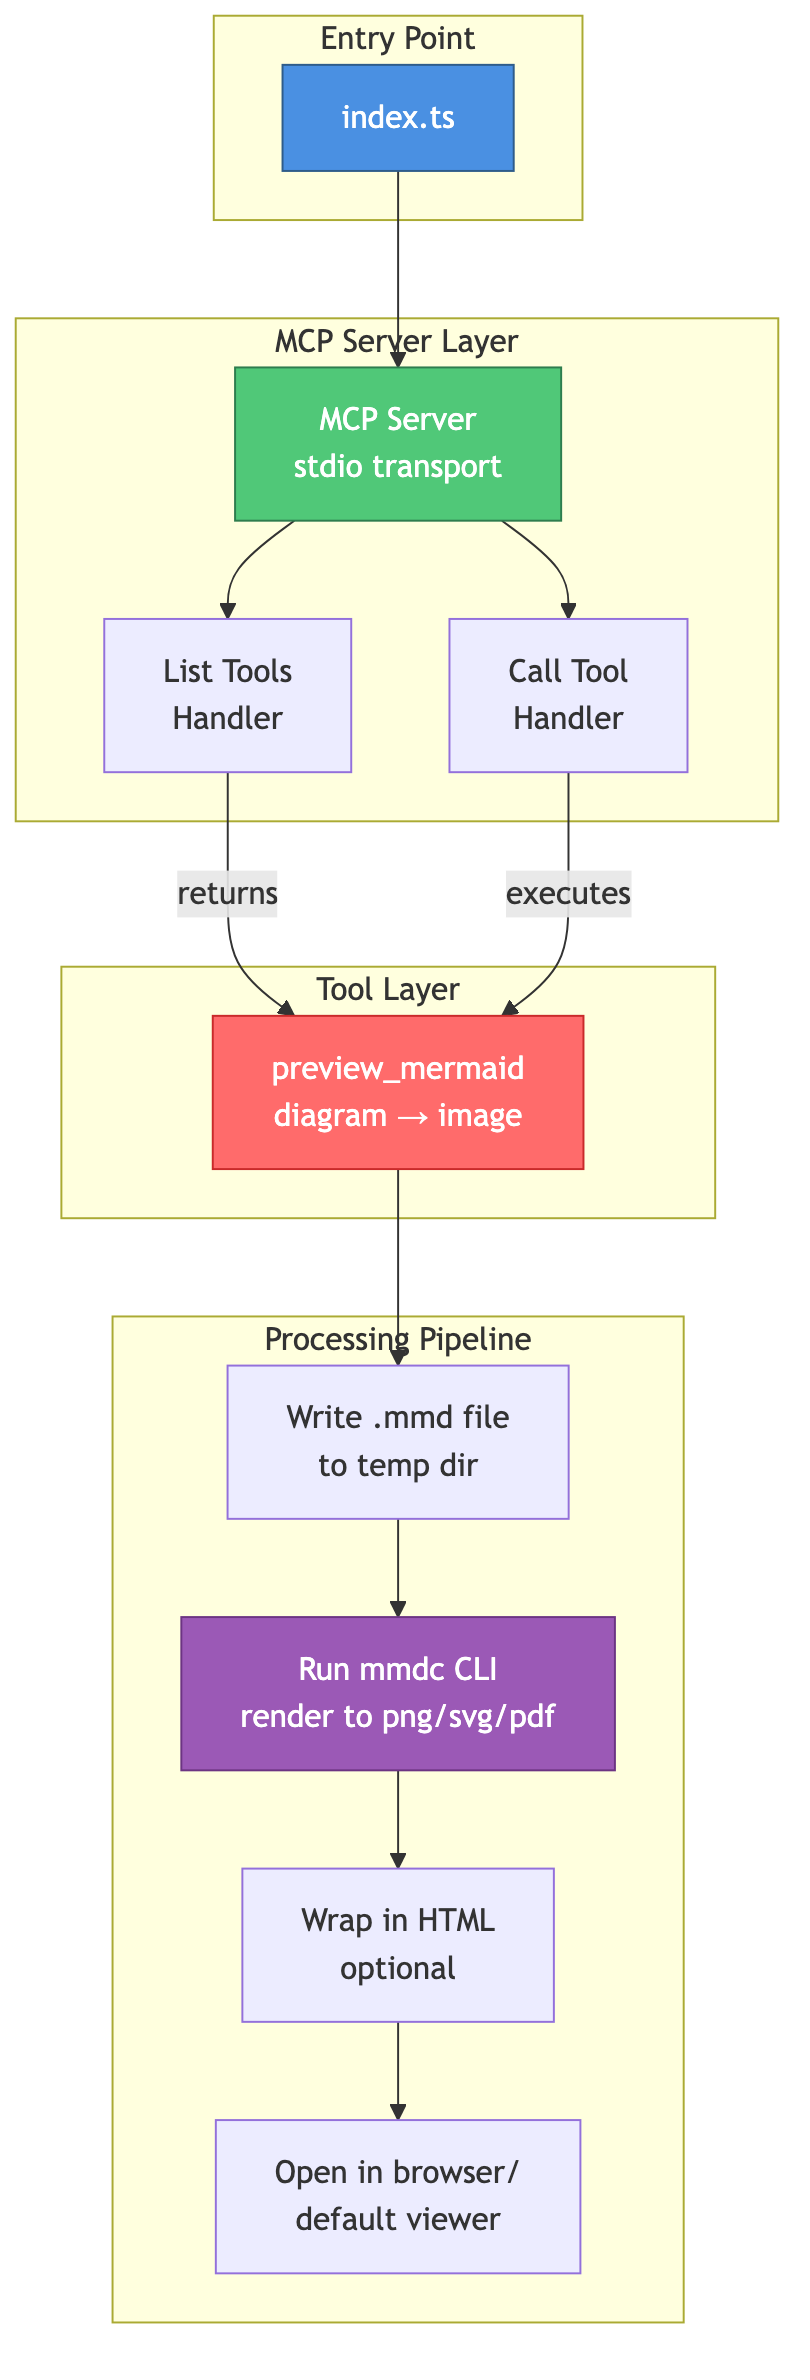 Entry Point
index.ts
MCP Server Layer
MCP Server
stdio transport
List Tools
Handler
Call Tool
Handler
returns
executes
Tool Layer
preview_mermaid
diagram → image
Processing Pipeline
Write .mmd file
to temp dir
Run mmdc CLI
render to png/svg/pdf
Wrap in HTML
optional
Open in browser/
default viewer